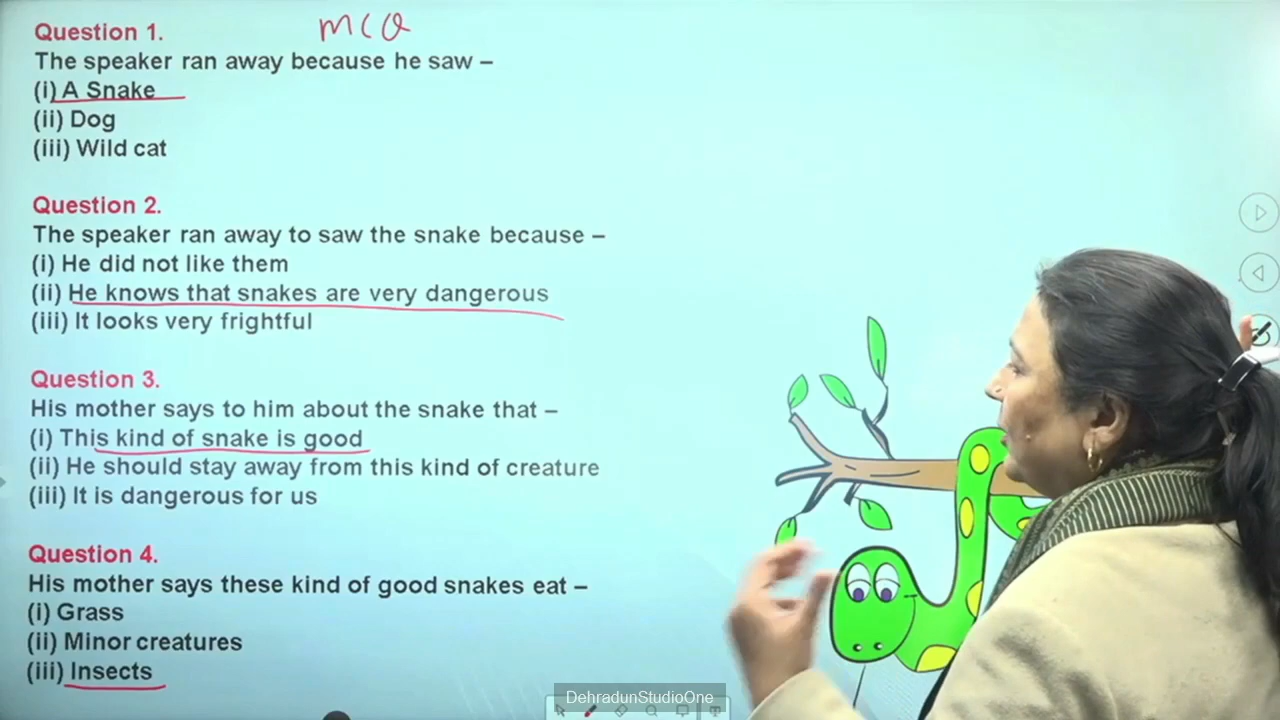 Question 1.
mcQ
The speaker ran away because he saw –
(i) A Snake
(ii) Dog
(iii) Wild cat
Question 2.
The speaker ran away to saw the snake because –
(i) He did not like them
(ii) He knows that snakes are very dangerous
(iii) It looks very frightful
Question 3.
His mother says to him about the snake that –
(i) This kind of snake is good
(ii) He should stay away from this kind of creature
(iii) It is dangerous for us
Question 4.
His mother says these kind of good snakes eat –
(i) Grass
(ii) Minor creatures
(iii) Insects
DehradunStudioOne